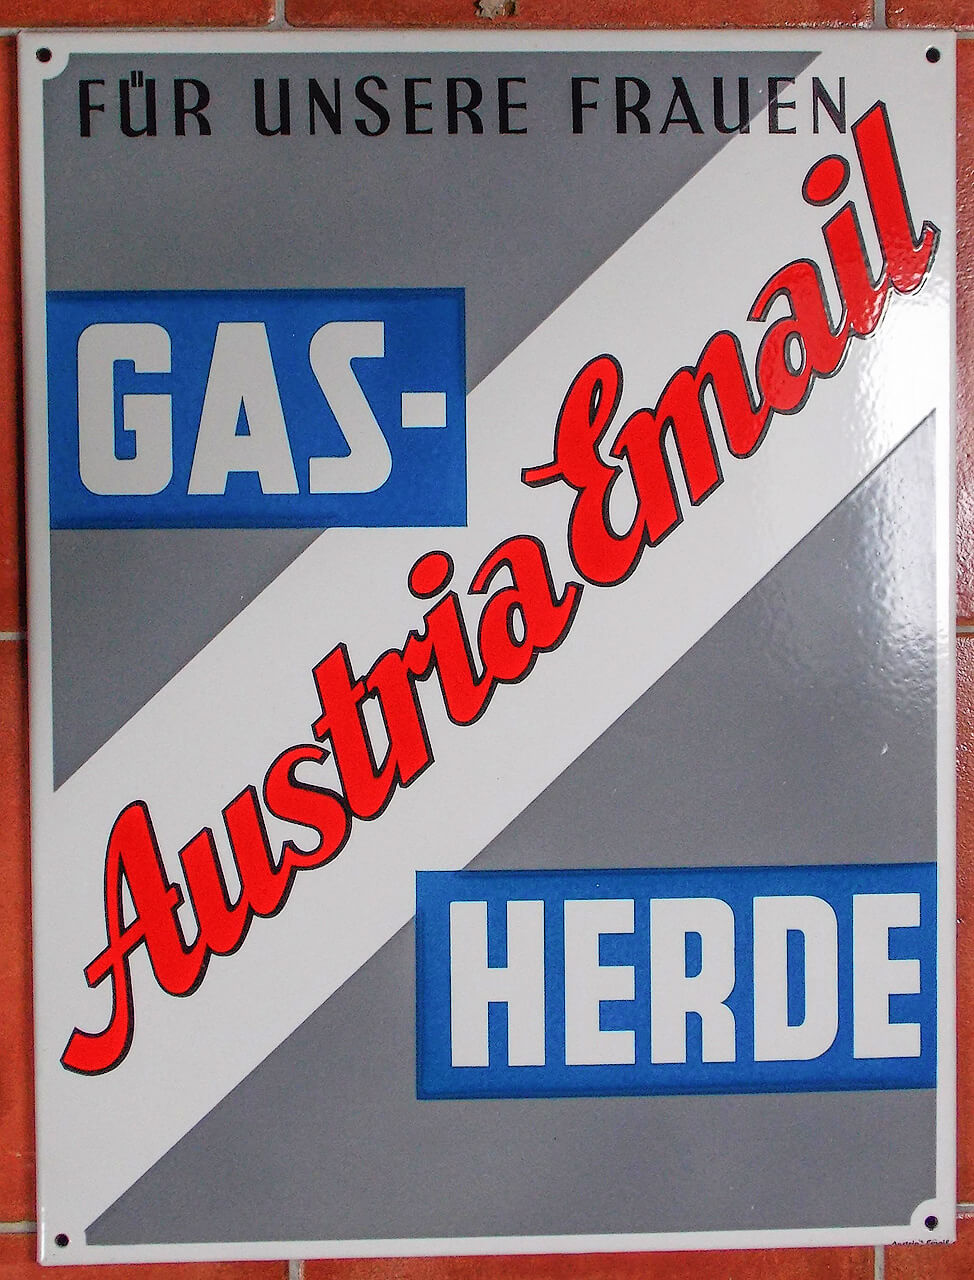 FÜR UNSERE FRAUEN
GAS-
Austria Email
HERDE